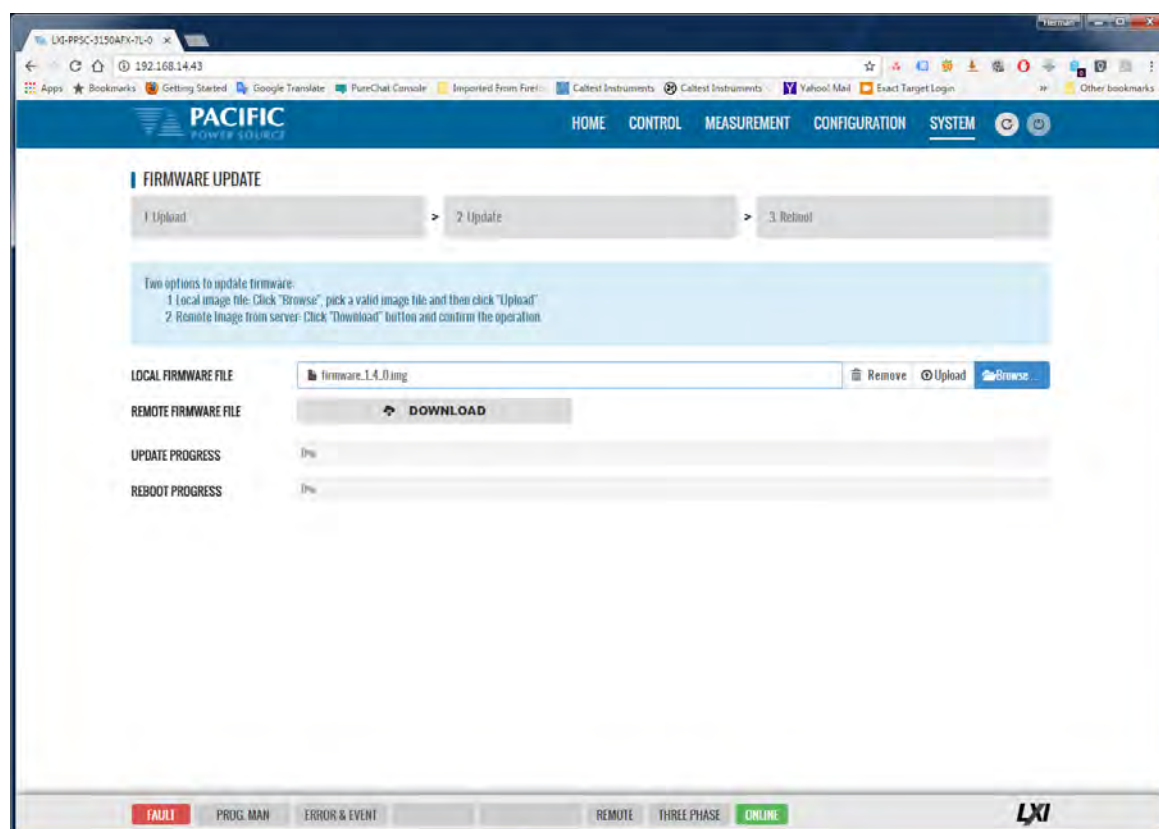 Herman
LXI-PPSC-3150AFX-7L-0
192.168.14.43
Apps Bookmarks Getting Started Google Translate PureChat Console Imported From Firef Caltest Instruments Caltest Instruments Yahoo! Mail Exact Target Login Other bookmarks
PACIFIC
POWER SOURCE
HOME CONTROL MEASUREMENT CONFIGURATION SYSTEM
FIRMWARE UPDATE
1. Upload > 2. Update > 3. Reboot
Two options to update firmware:
1. Local image file: Click "Browse", pick a valid image file and then click "Upload"
2. Remote Image from server: Click "Download" button and confirm the operation.
LOCAL FIRMWARE FILE firmware_1.4_0.img Remove Upload Browse ...
REMOTE FIRMWARE FILE DOWNLOAD
UPDATE PROGRESS 0%
REBOOT PROGRESS 0%
FAULT PROG. MAN ERROR & EVENT REMOTE THREE PHASE ONLINE LXI